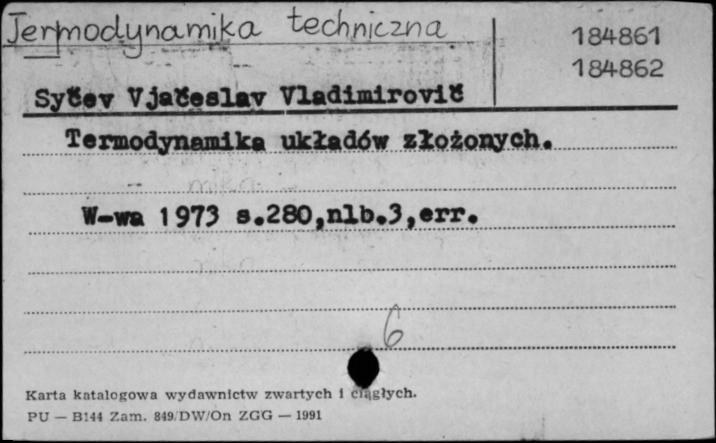 Termodynamika techniczna
184861
184862
Syčev Vjačeslav Vladimirovič
Termodynamika układów złożonych.
W-wa 1973 s.280,nlb.3,err.
6
Karta katalogowa wydawnictw zwartych i ciągłych.
PU — B144 Zam. 849/DW/On ZGG — 1991